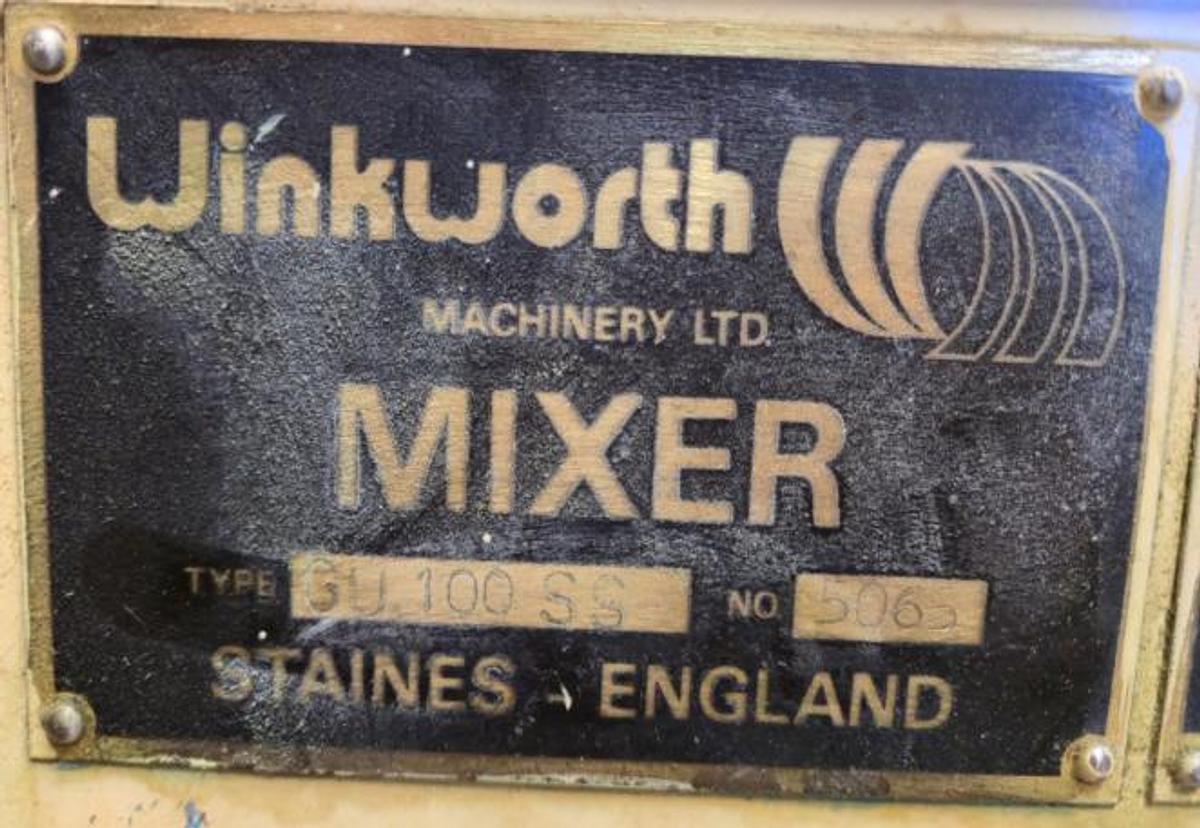 Winkworth
MACHINERY LTD.
MIXER
TYPE GU 100 SS NO 5065
STAINES - ENGLAND